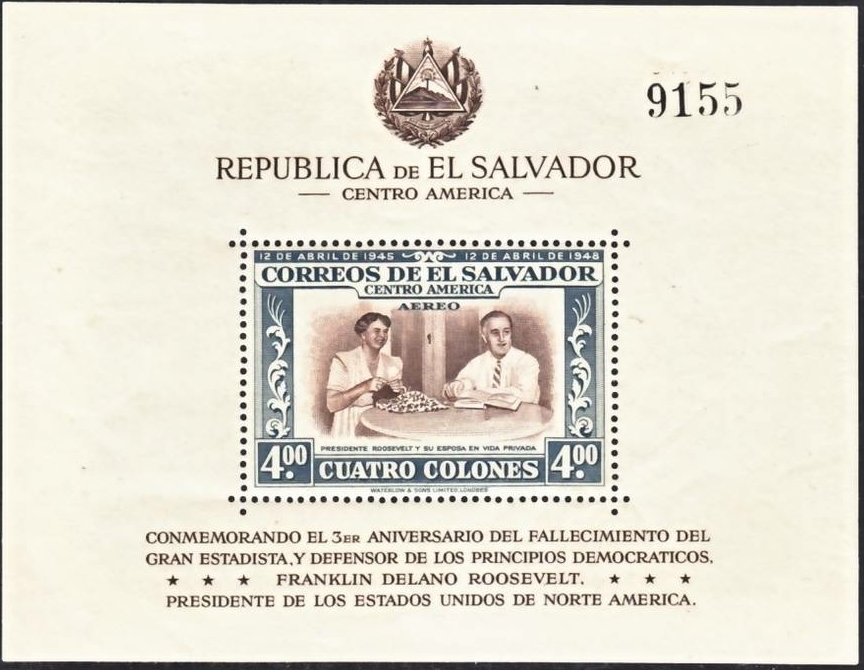 9155
REPUBLICA DE EL SALVADOR
CENTRO AMERICA
12 DE ABRIL DE 1945 12 DE ABRIL DE 1948
CORREOS DE EL SALVADOR
CENTRO AMERICA
AEREO
PRESIDENTE ROOSEVELT Y SU ESPOSA EN VIDA PRIVADA
4.00 CUATRO COLONES 4.00
WATERLOW & SONS LIMITED, LONDRES
CONMEMORANDO EL 3ER ANIVERSARIO DEL FALLECIMIENTO DEL
GRAN ESTADISTA, Y DEFENSOR DE LOS PRINCIPIOS DEMOCRATICOS,
★ ★ ★ FRANKLIN DELANO ROOSEVELT. ★ ★ ★
PRESIDENTE DE LOS ESTADOS UNIDOS DE NORTE AMERICA.